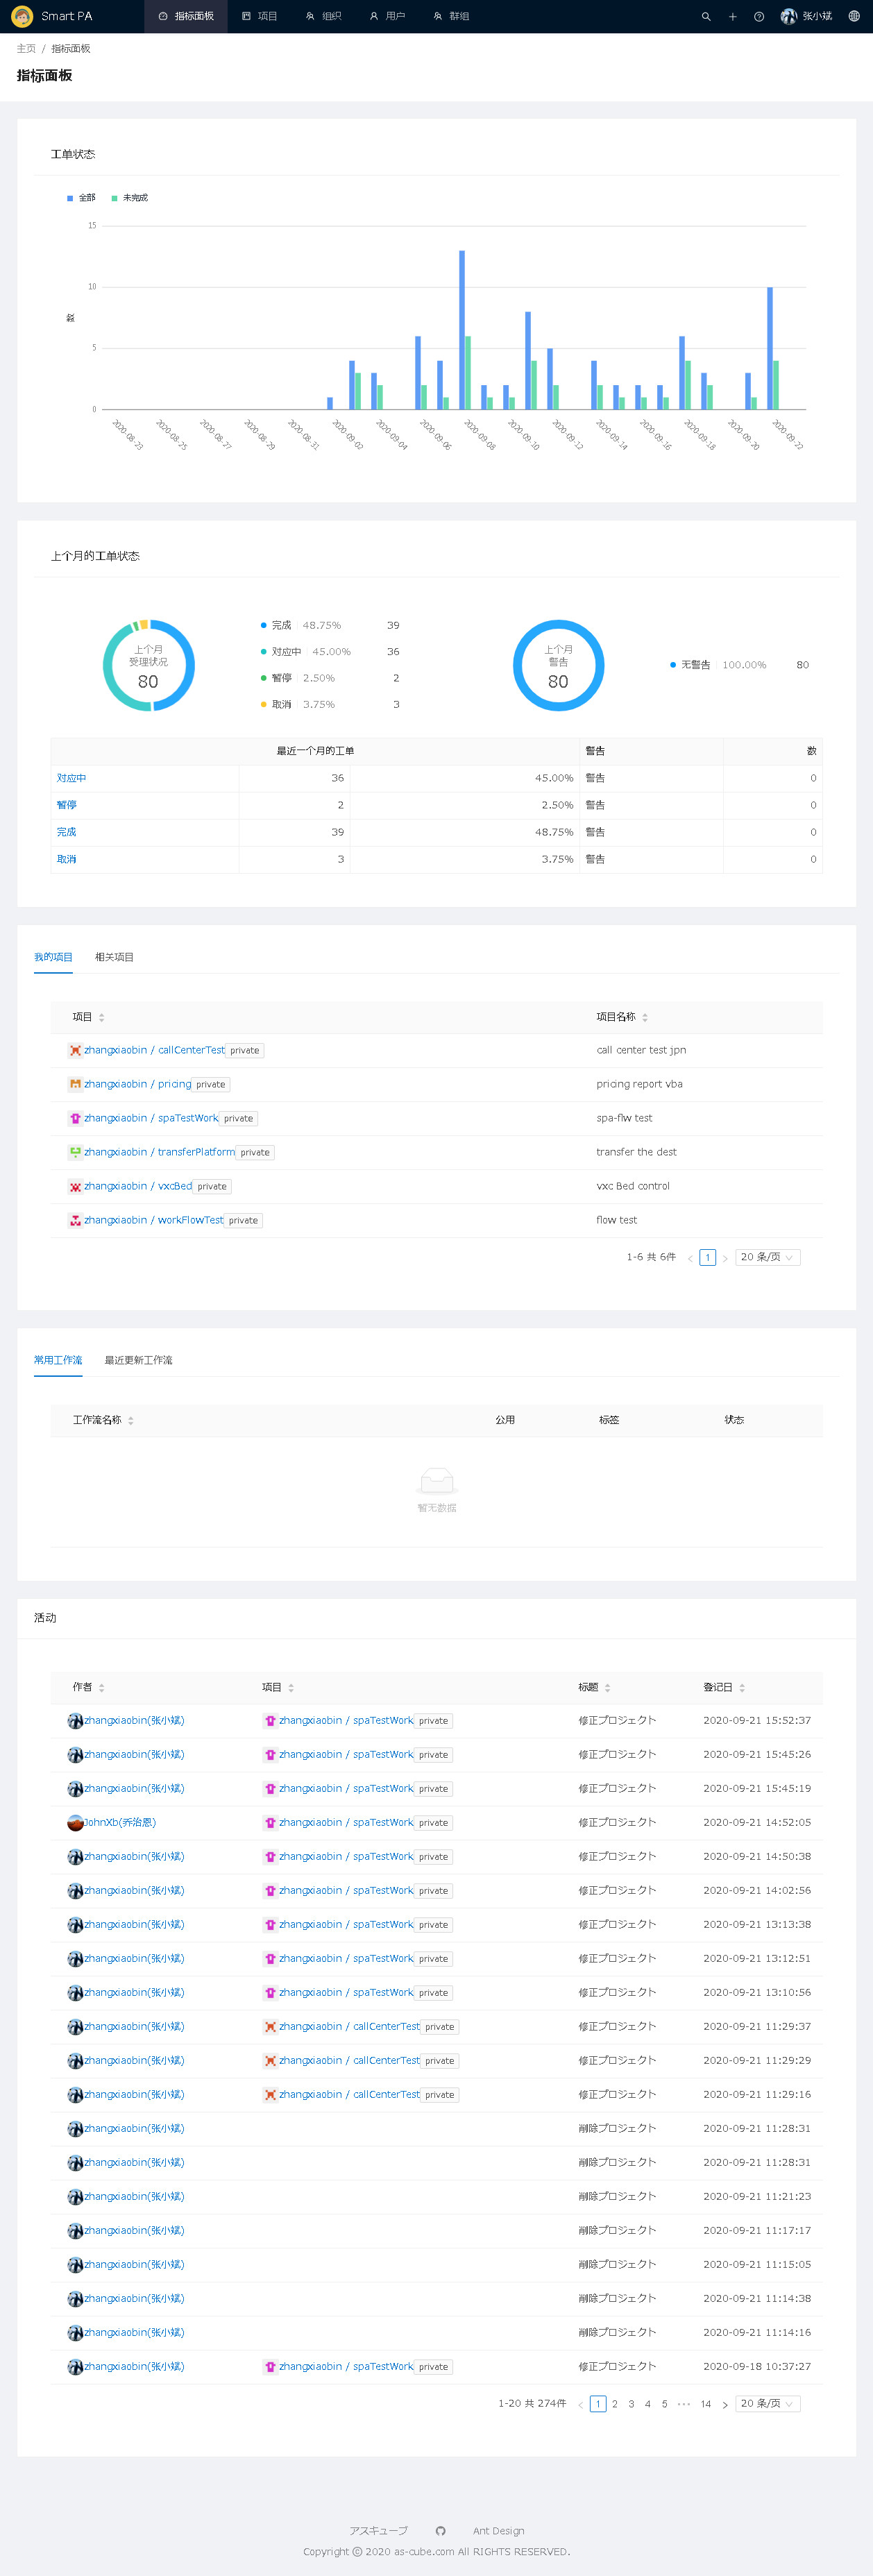 Smart PA 指标面板 项目 组织 用户 群组 张小斌
主页 / 指标面板
指标面板
工单状态
全部 未完成
15
10
数
5
0
2020-08-23 2020-08-25 2020-08-27 2020-08-29 2020-08-31 2020-09-02 2020-09-04 2020-09-06 2020-09-08 2020-09-10 2020-09-12 2020-09-14 2020-09-16 2020-09-18 2020-09-20 2020-09-22
上个月的工单状态
上个月
受理状况
80
完成 48.75% 39
对应中 45.00% 36
暂停 2.50% 2
取消 3.75% 3
上个月
警告
80
无警告 100.00% 80
最近一个月的工单 警告 数
对应中 36 45.00% 警告 0
暂停 2 2.50% 警告 0
完成 39 48.75% 警告 0
取消 3 3.75% 警告 0
我的项目 相关项目
项目 项目名称
zhangxiaobin / callCenterTest private call center test jpn
zhangxiaobin / pricing private pricing report vba
zhangxiaobin / spaTestWork private spa-flw test
zhangxiaobin / transferPlatform private transfer the dest
zhangxiaobin / vxcBed private vxc Bed control
zhangxiaobin / workFlowTest private flow test
1-6 共 6件 1 20 条/页
常用工作流 最近更新工作流
工作流名称 公用 标签 状态
暂无数据
活动
作者 项目 标题 登记日
zhangxiaobin(张小斌) zhangxiaobin / spaTestWork private 修正プロジェクト 2020-09-21 15:52:37
zhangxiaobin(张小斌) zhangxiaobin / spaTestWork private 修正プロジェクト 2020-09-21 15:45:26
zhangxiaobin(张小斌) zhangxiaobin / spaTestWork private 修正プロジェクト 2020-09-21 15:45:19
JohnXb(乔治恩) zhangxiaobin / spaTestWork private 修正プロジェクト 2020-09-21 14:52:05
zhangxiaobin(张小斌) zhangxiaobin / spaTestWork private 修正プロジェクト 2020-09-21 14:50:38
zhangxiaobin(张小斌) zhangxiaobin / spaTestWork private 修正プロジェクト 2020-09-21 14:02:56
zhangxiaobin(张小斌) zhangxiaobin / spaTestWork private 修正プロジェクト 2020-09-21 13:13:38
zhangxiaobin(张小斌) zhangxiaobin / spaTestWork private 修正プロジェクト 2020-09-21 13:12:51
zhangxiaobin(张小斌) zhangxiaobin / spaTestWork private 修正プロジェクト 2020-09-21 13:10:56
zhangxiaobin(张小斌) zhangxiaobin / callCenterTest private 修正プロジェクト 2020-09-21 11:29:37
zhangxiaobin(张小斌) zhangxiaobin / callCenterTest private 修正プロジェクト 2020-09-21 11:29:29
zhangxiaobin(张小斌) zhangxiaobin / callCenterTest private 修正プロジェクト 2020-09-21 11:29:16
zhangxiaobin(张小斌) 削除プロジェクト 2020-09-21 11:28:31
zhangxiaobin(张小斌) 削除プロジェクト 2020-09-21 11:28:31
zhangxiaobin(张小斌) 削除プロジェクト 2020-09-21 11:21:23
zhangxiaobin(张小斌) 削除プロジェクト 2020-09-21 11:17:17
zhangxiaobin(张小斌) 削除プロジェクト 2020-09-21 11:15:05
zhangxiaobin(张小斌) 削除プロジェクト 2020-09-21 11:14:38
zhangxiaobin(张小斌) 削除プロジェクト 2020-09-21 11:14:16
zhangxiaobin(张小斌) zhangxiaobin / spaTestWork private 修正プロジェクト 2020-09-18 10:37:27
1-20 共 274件 1 2 3 4 5 ••• 14 20 条/页
アスキューブ Ant Design
Copyright © 2020 as-cube.com All RIGHTS RESERVED.